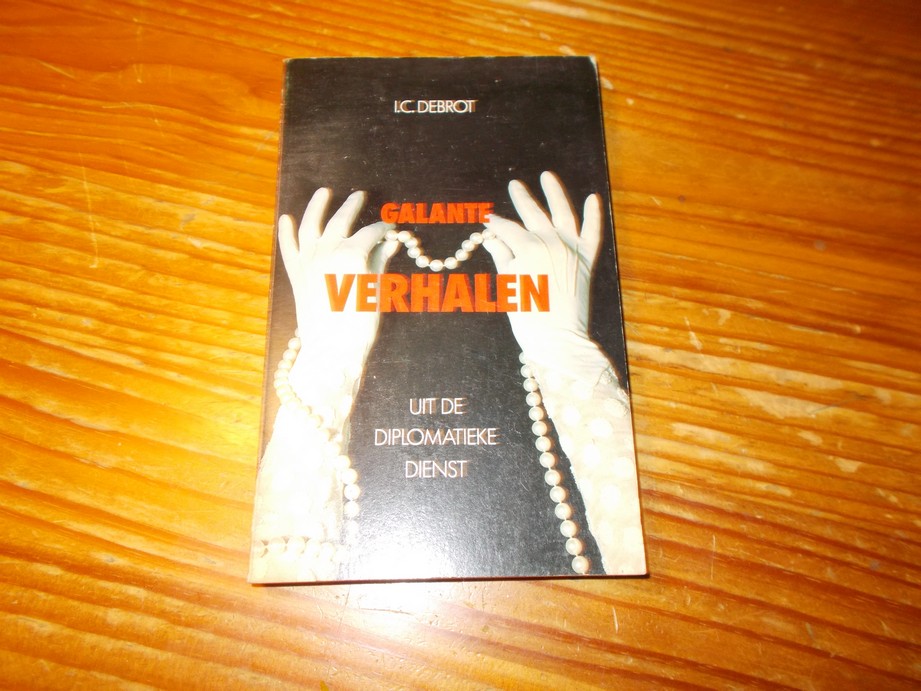 I.C. DEBROT
GALANTE
VERHALEN
UIT DE
DIPLOMATIEKE
DIENST